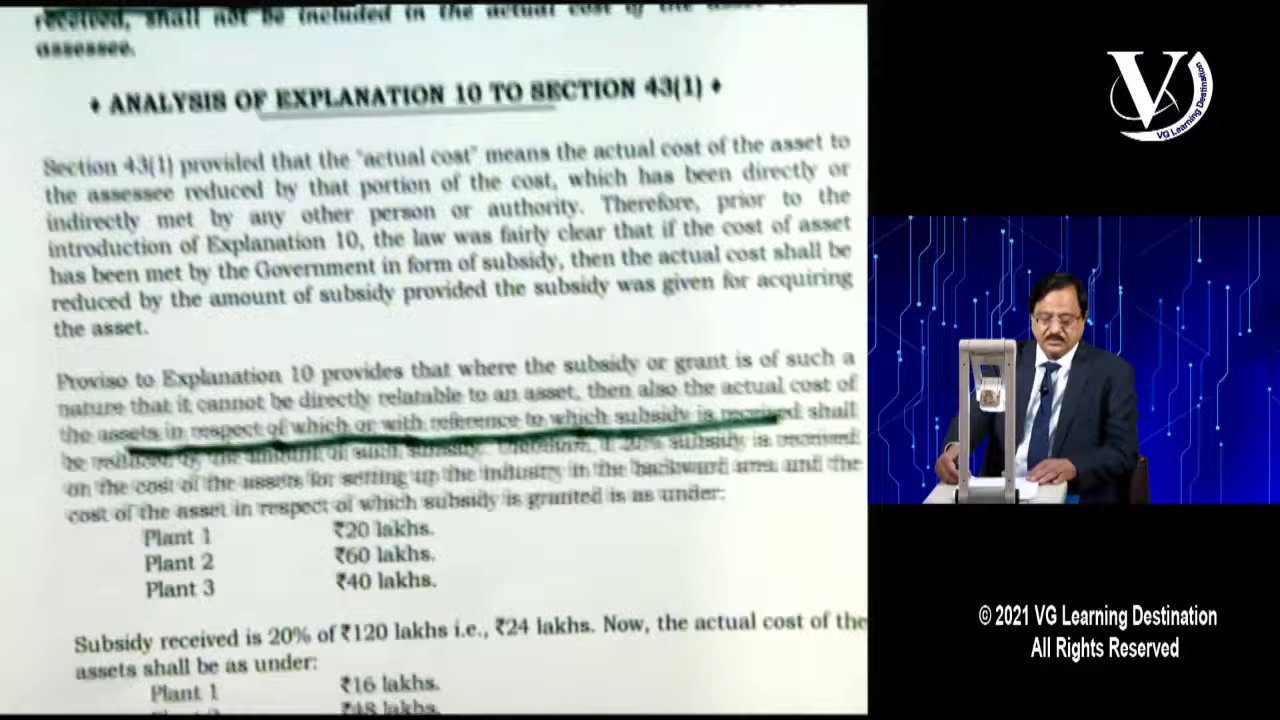 received, shall not be included in the actual cost of the asset
assessee.
♦ ANALYSIS OF EXPLANATION 10 TO SECTION 43(1) ♦
Section 43(1) provided that the "actual cost" means the actual cost of the asset to
the assessee reduced by that portion of the cost, which has been directly or
indirectly met by any other person or authority. Therefore, prior to the
introduction of Explanation 10, the law was fairly clear that if the cost of asset
has been met by the Government in form of subsidy, then the actual cost shall be
reduced by the amount of subsidy provided the subsidy was given for acquiring
the asset.
Proviso to Explanation 10 provides that where the subsidy or grant is of such a
nature that it cannot be directly relatable to an asset, then also the actual cost of
the assets in respect of which or with reference to which subsidy is received shall
be reduced by the amount of such subsidy. Therefore, if 20% subsidy is received
on the cost of the assets for setting up the industry in the backward area and the
cost of the asset in respect of which subsidy is granted is as under:
Plant 1 ₹20 lakhs.
Plant 2 ₹60 lakhs.
Plant 3 ₹40 lakhs.
Subsidy received is 20% of ₹120 lakhs i.e., ₹24 lakhs. Now, the actual cost of the
assets shall be as under:
Plant 1 ₹16 lakhs.
₹48 lakhs.
V
VG Learning Destination
© 2021 VG Learning Destination
All Rights Reserved